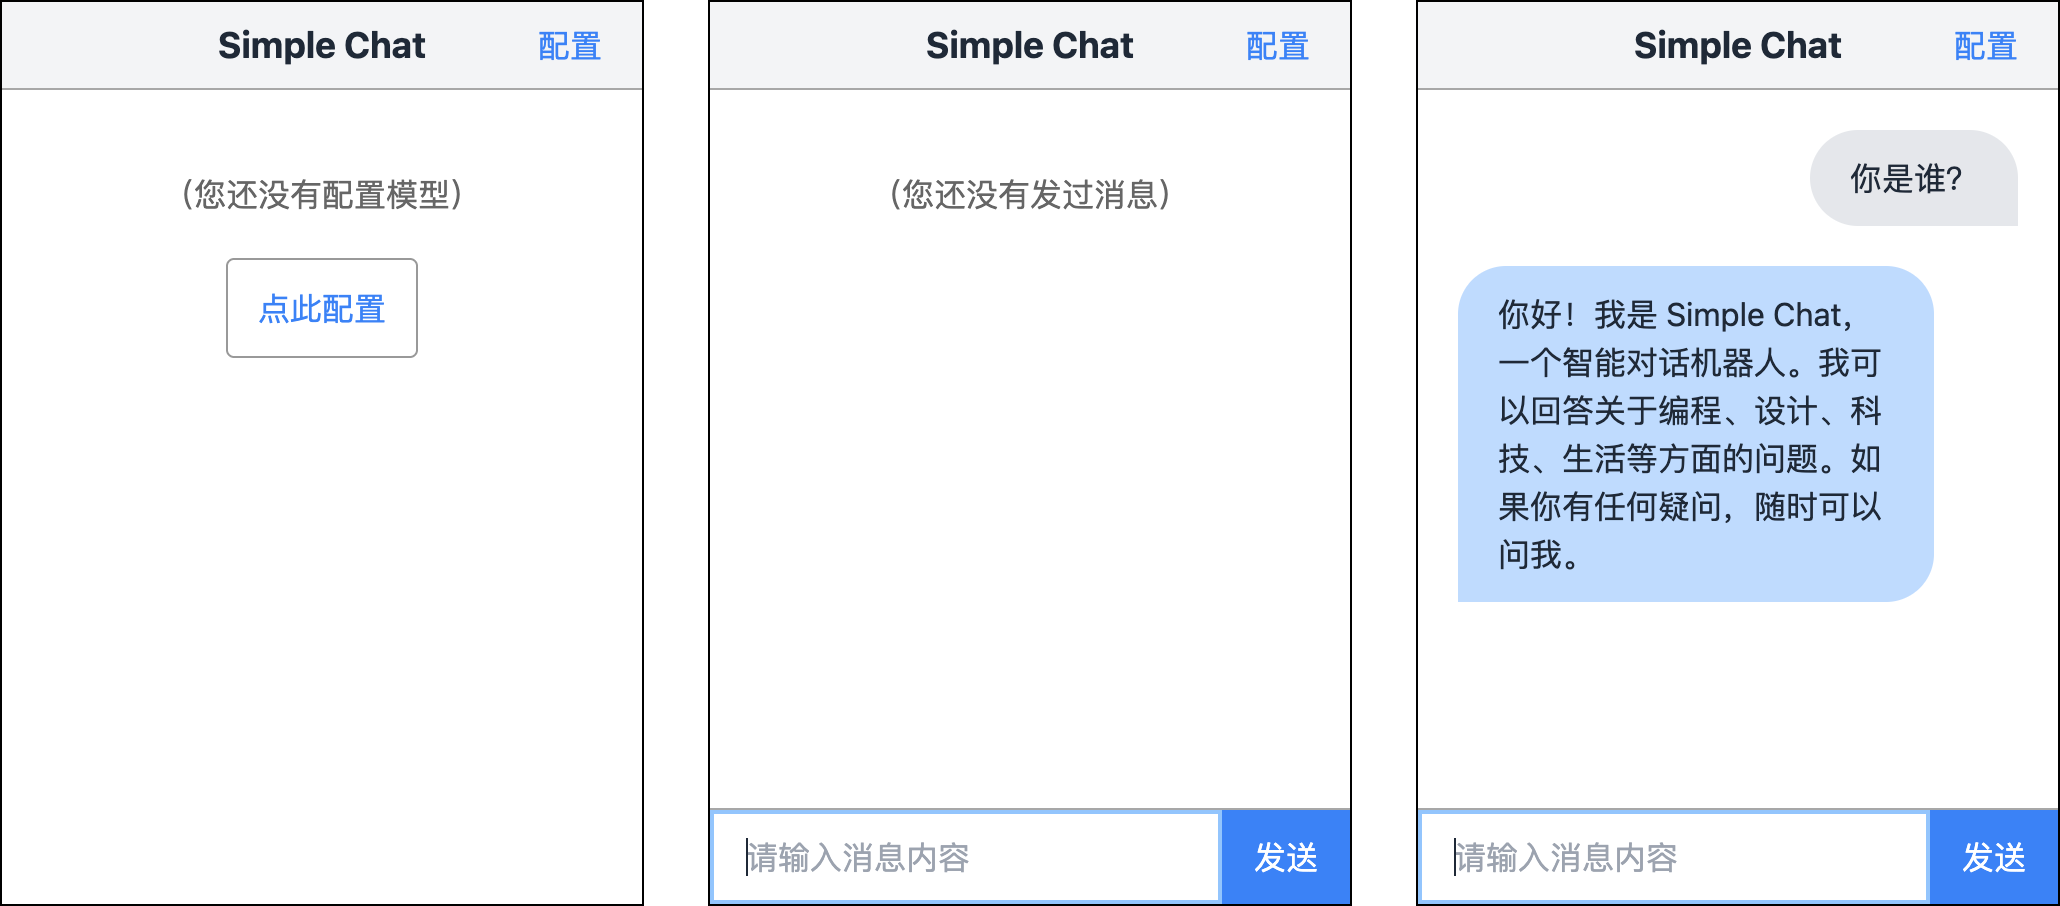 Simple Chat
配置
(您还没有配置模型)
点此配置
Simple Chat
配置
(您还没有发过消息)
请输入消息内容
发送
Simple Chat
配置
你是谁?
你好！我是 Simple Chat，
一个智能对话机器人。我可
以回答关于编程、设计、科
技、生活等方面的问题。如
果你有任何疑问，随时可以
问我。
请输入消息内容
发送